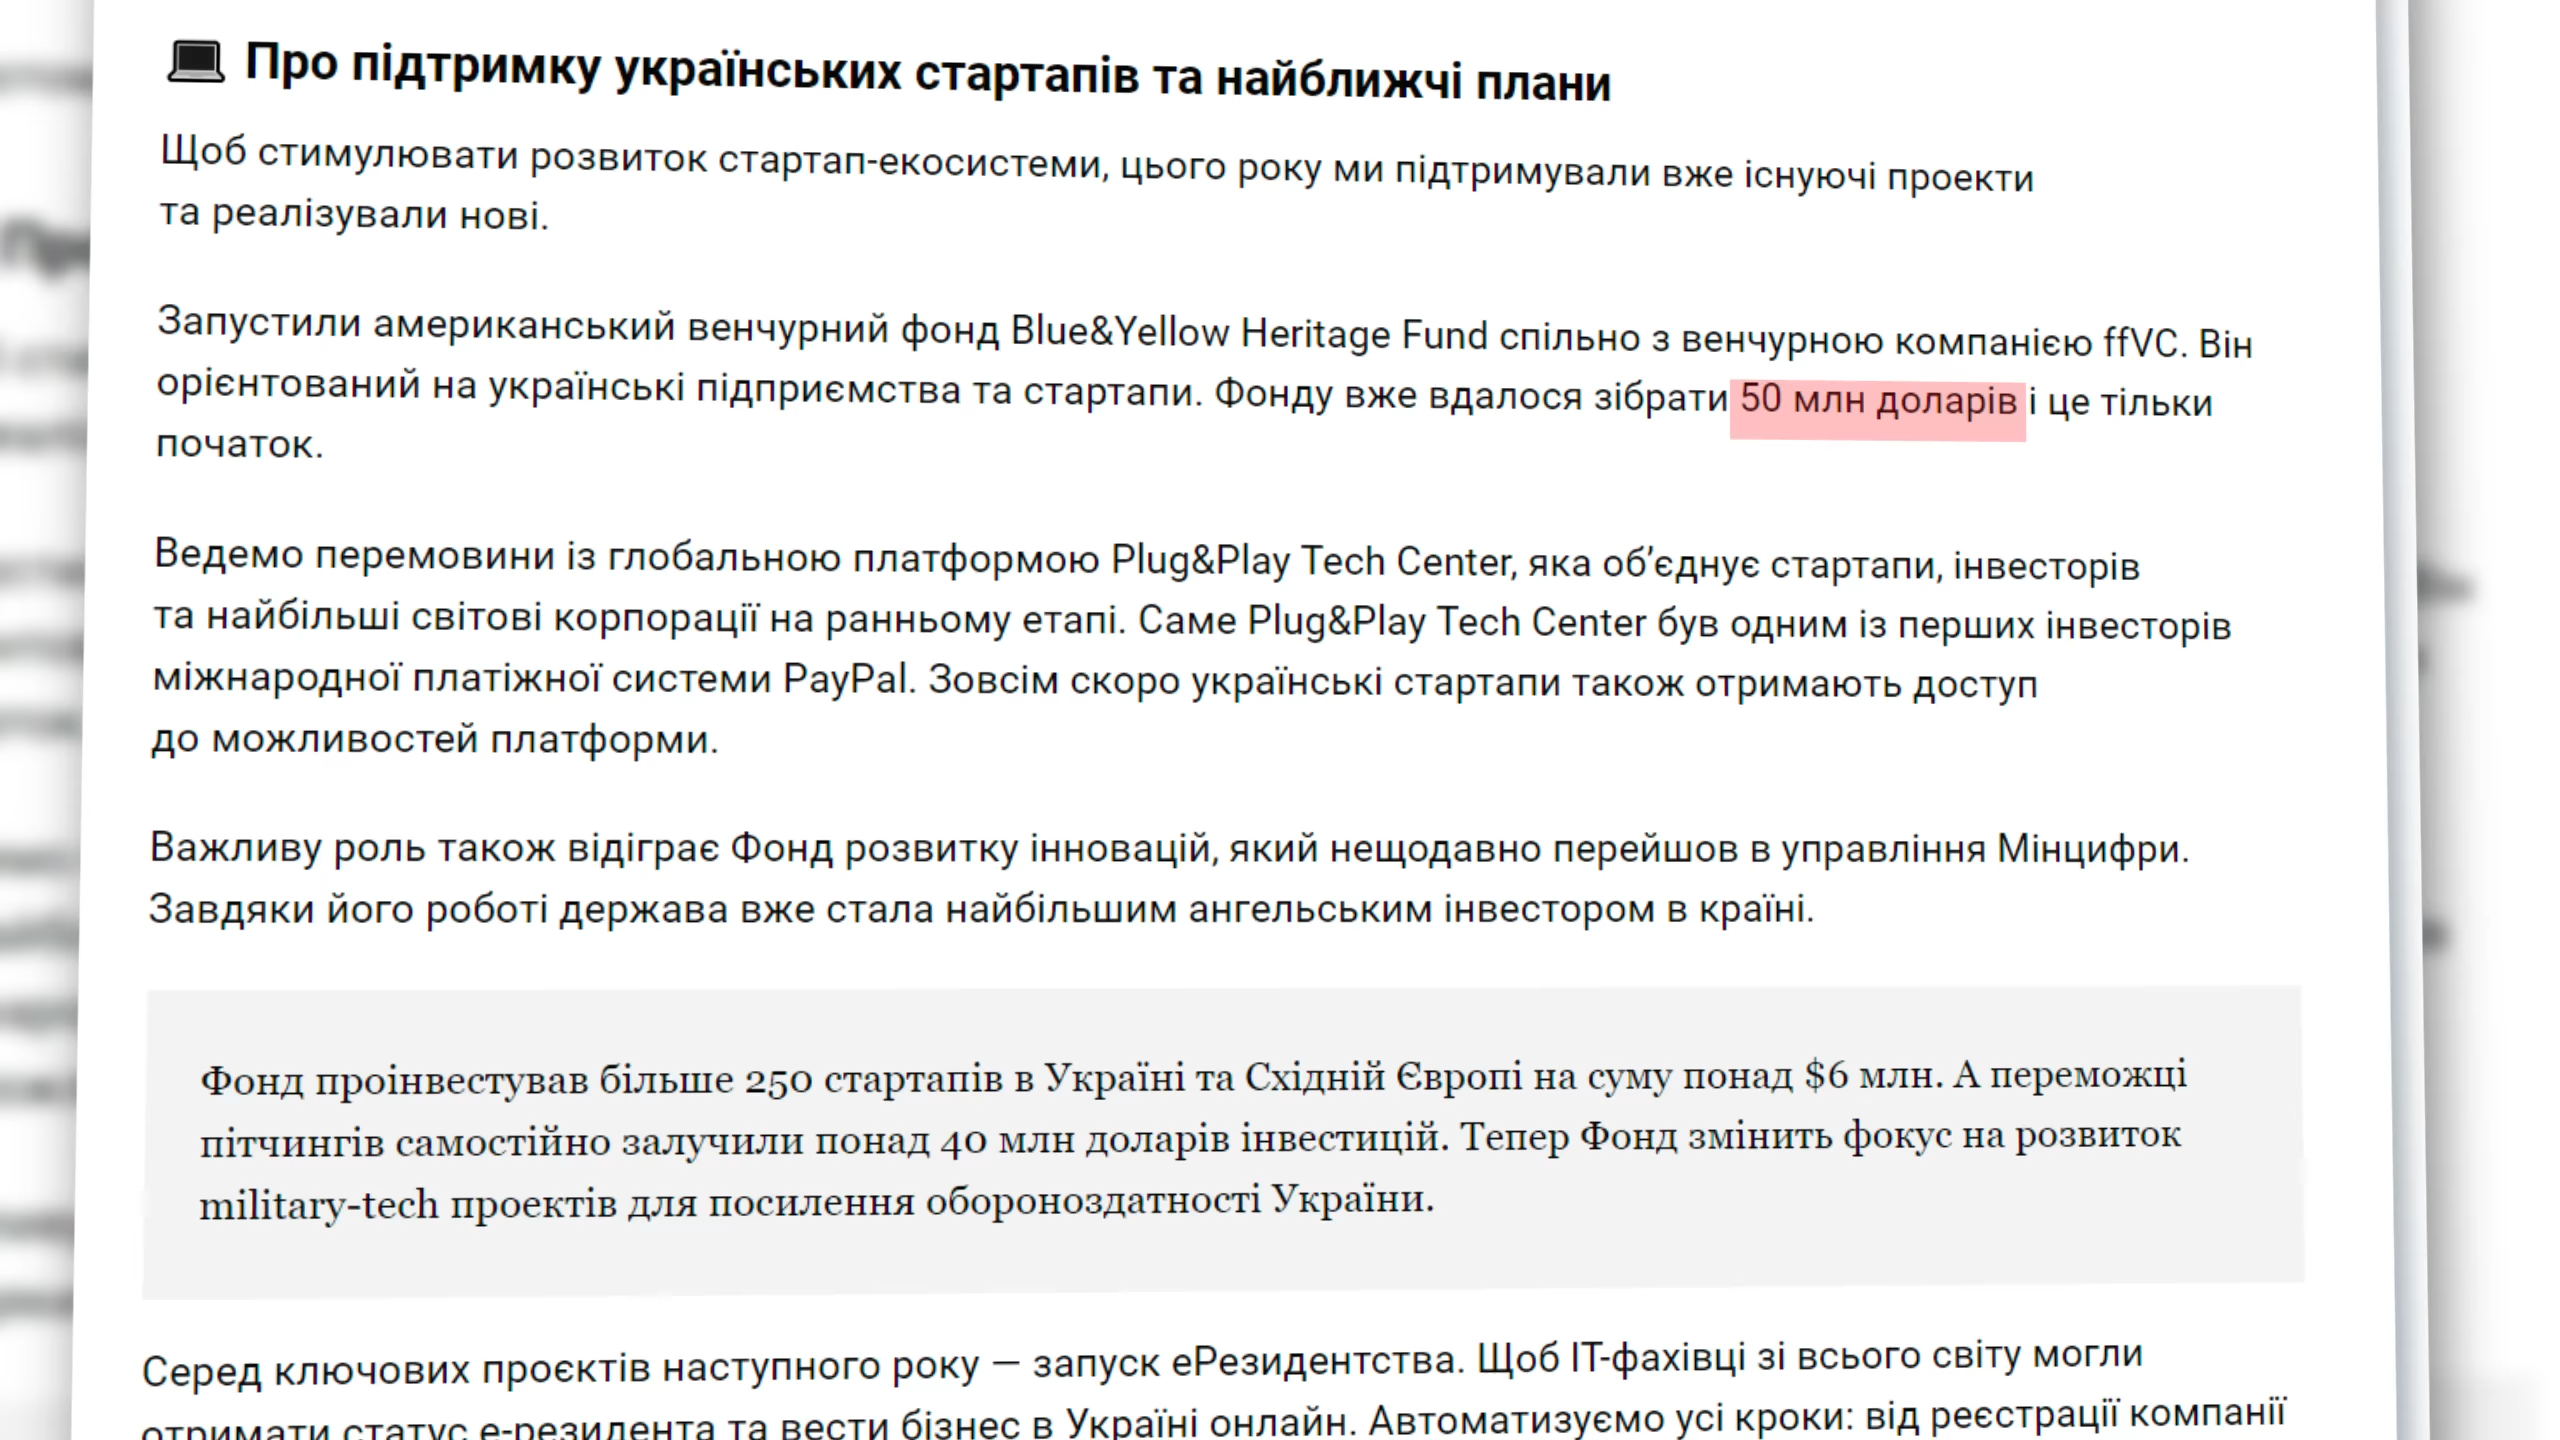 💻 Про підтримку українських стартапів та найближчі плани
Щоб стимулювати розвиток стартап-екосистеми, цього року ми підтримували вже існуючі проекти
та реалізували нові.
Запустили американський венчурний фонд Blue&Yellow Heritage Fund спільно з венчурною компанією ffVC. Він
орієнтований на українські підприємства та стартапи. Фонду вже вдалося зібрати 50 млн доларів і це тільки
початок.
Ведемо перемовини із глобальною платформою Plug&Play Tech Center, яка об’єднує стартапи, інвесторів
та найбільші світові корпорації на ранньому етапі. Саме Plug&Play Tech Center був одним із перших інвесторів
міжнародної платіжної системи PayPal. Зовсім скоро українські стартапи також отримають доступ
до можливостей платформи.
Важливу роль також відіграє Фонд розвитку інновацій, який нещодавно перейшов в управління Мінцифри.
Завдяки його роботі держава вже стала найбільшим ангельським інвестором в країні.
Фонд проінвестував більше 250 стартапів в Україні та Східній Європі на суму понад $6 млн. А переможці
пітчингів самостійно залучили понад 40 млн доларів інвестицій. Тепер Фонд змінить фокус на розвиток
military-tech проектів для посилення обороноздатності України.
Серед ключових проєктів наступного року — запуск еРезидентства. Щоб ІТ-фахівці зі всього світу могли
отримати статус е-резидента та вести бізнес в Україні онлайн. Автоматизуємо усі кроки: від реєстрації компанії